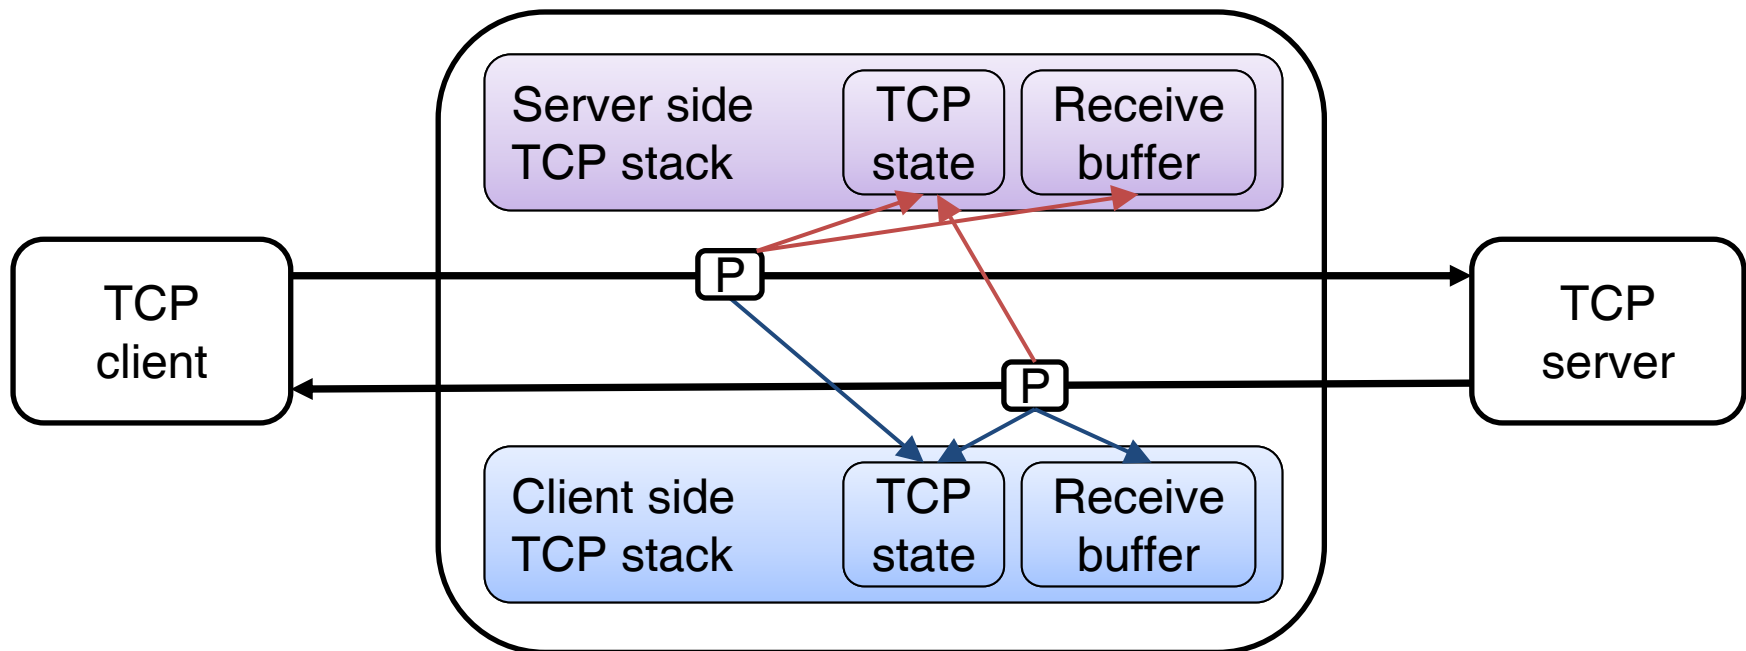 Server side
TCP stack
TCP
state
Receive
buffer
TCP
client
P
P
TCP
server
Client side
TCP stack
TCP
state
Receive
buffer